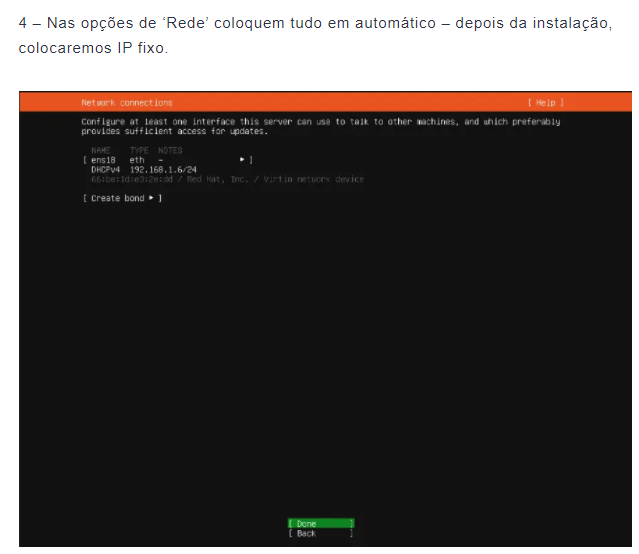 4 – Nas opções de ‘Rede’ coloquem tudo em automático – depois da instalação,
colocaremos IP fixo.
Network connections [ Help ]
Configure at least one interface this server can use to talk to other machines, and which preferably
provides sufficient access for updates.
NAME TYPE NOTES
[ ens18 eth – ▸ ]
DHCPv4 192.168.1.6/24
/ Red Hat, Inc. / Virtio network device
[ Create bond ▸ ]
[ Done ]
[ Back ]